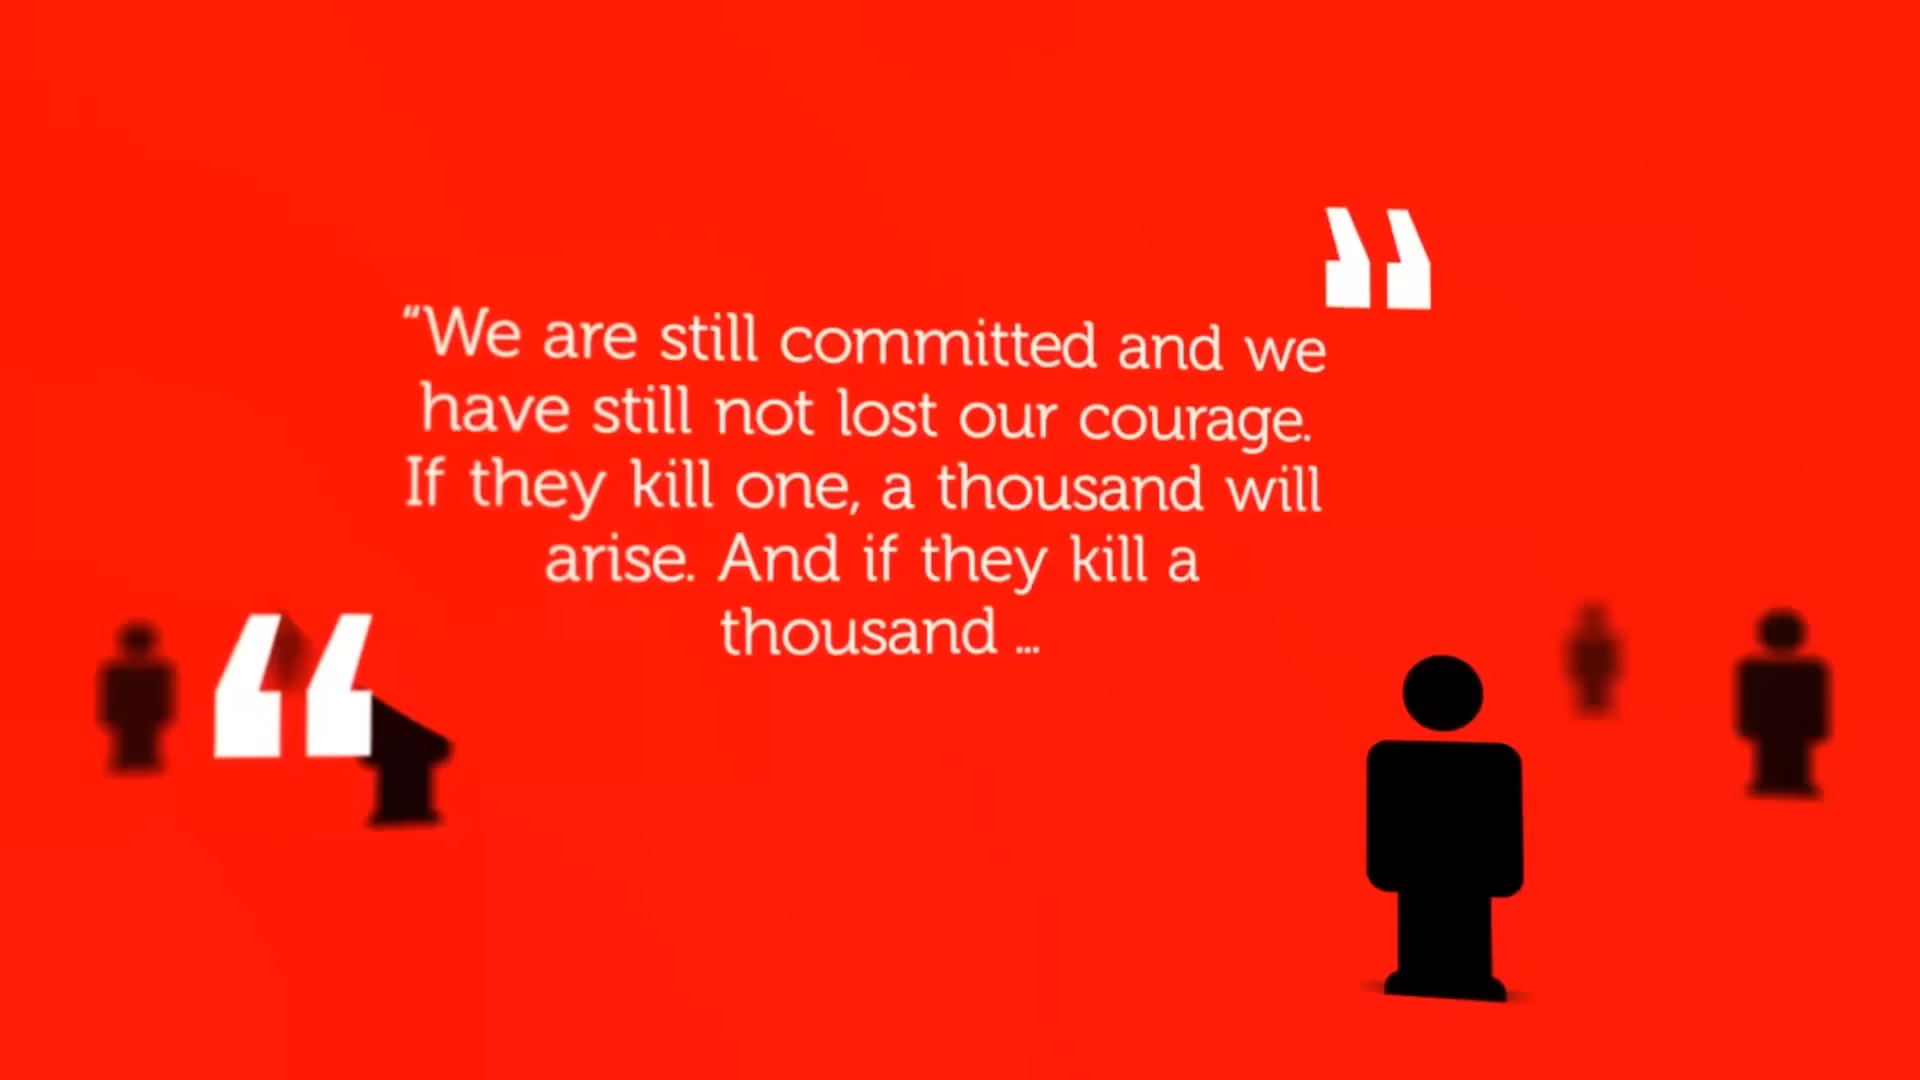 “We are still committed and we
have still not lost our courage.
If they kill one, a thousand will
arise. And if they kill a
thousand ...